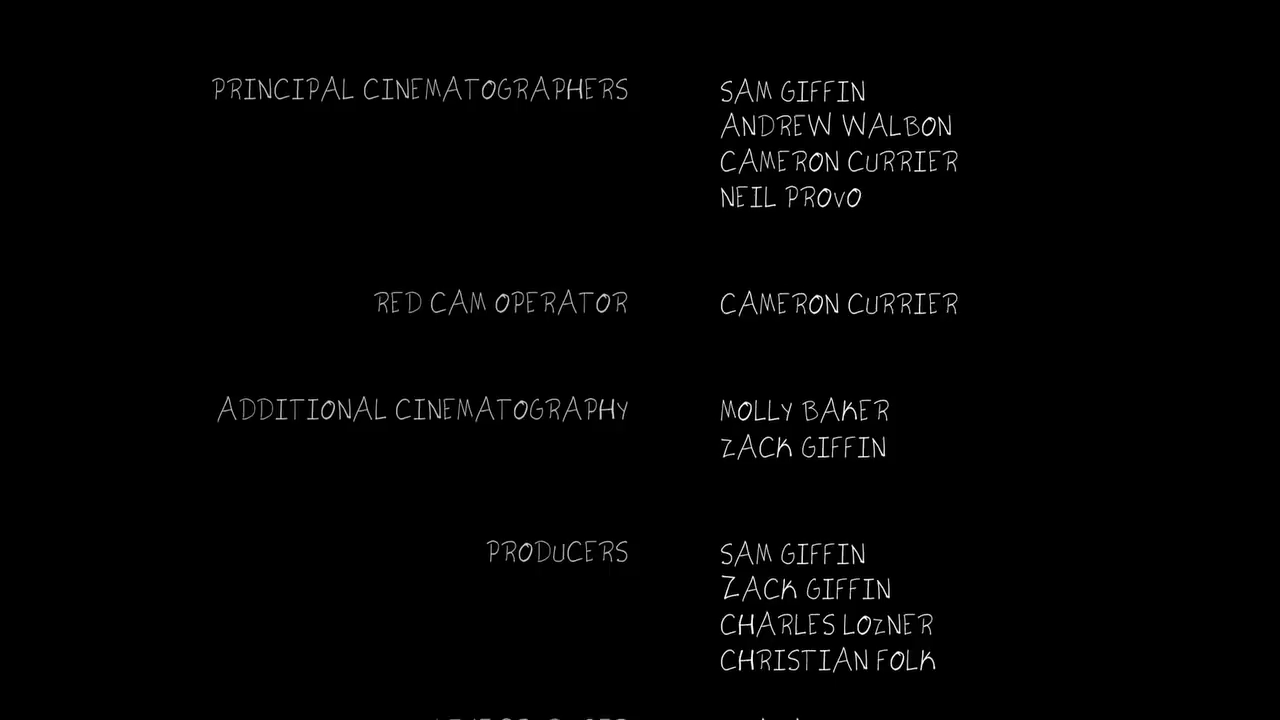 PRINCIPAL CINEMATOGRAPHERS SAM GIFFIN
ANDREW WALBON
CAMERON CURRIER
NEIL PROVO
RED CAM OPERATOR CAMERON CURRIER
ADDITIONAL CINEMATOGRAPHY MOLLY BAKER
ZACK GIFFIN
PRODUCERS SAM GIFFIN
ZACK GIFFIN
CHARLES LOZNER
CHRISTIAN FOLK